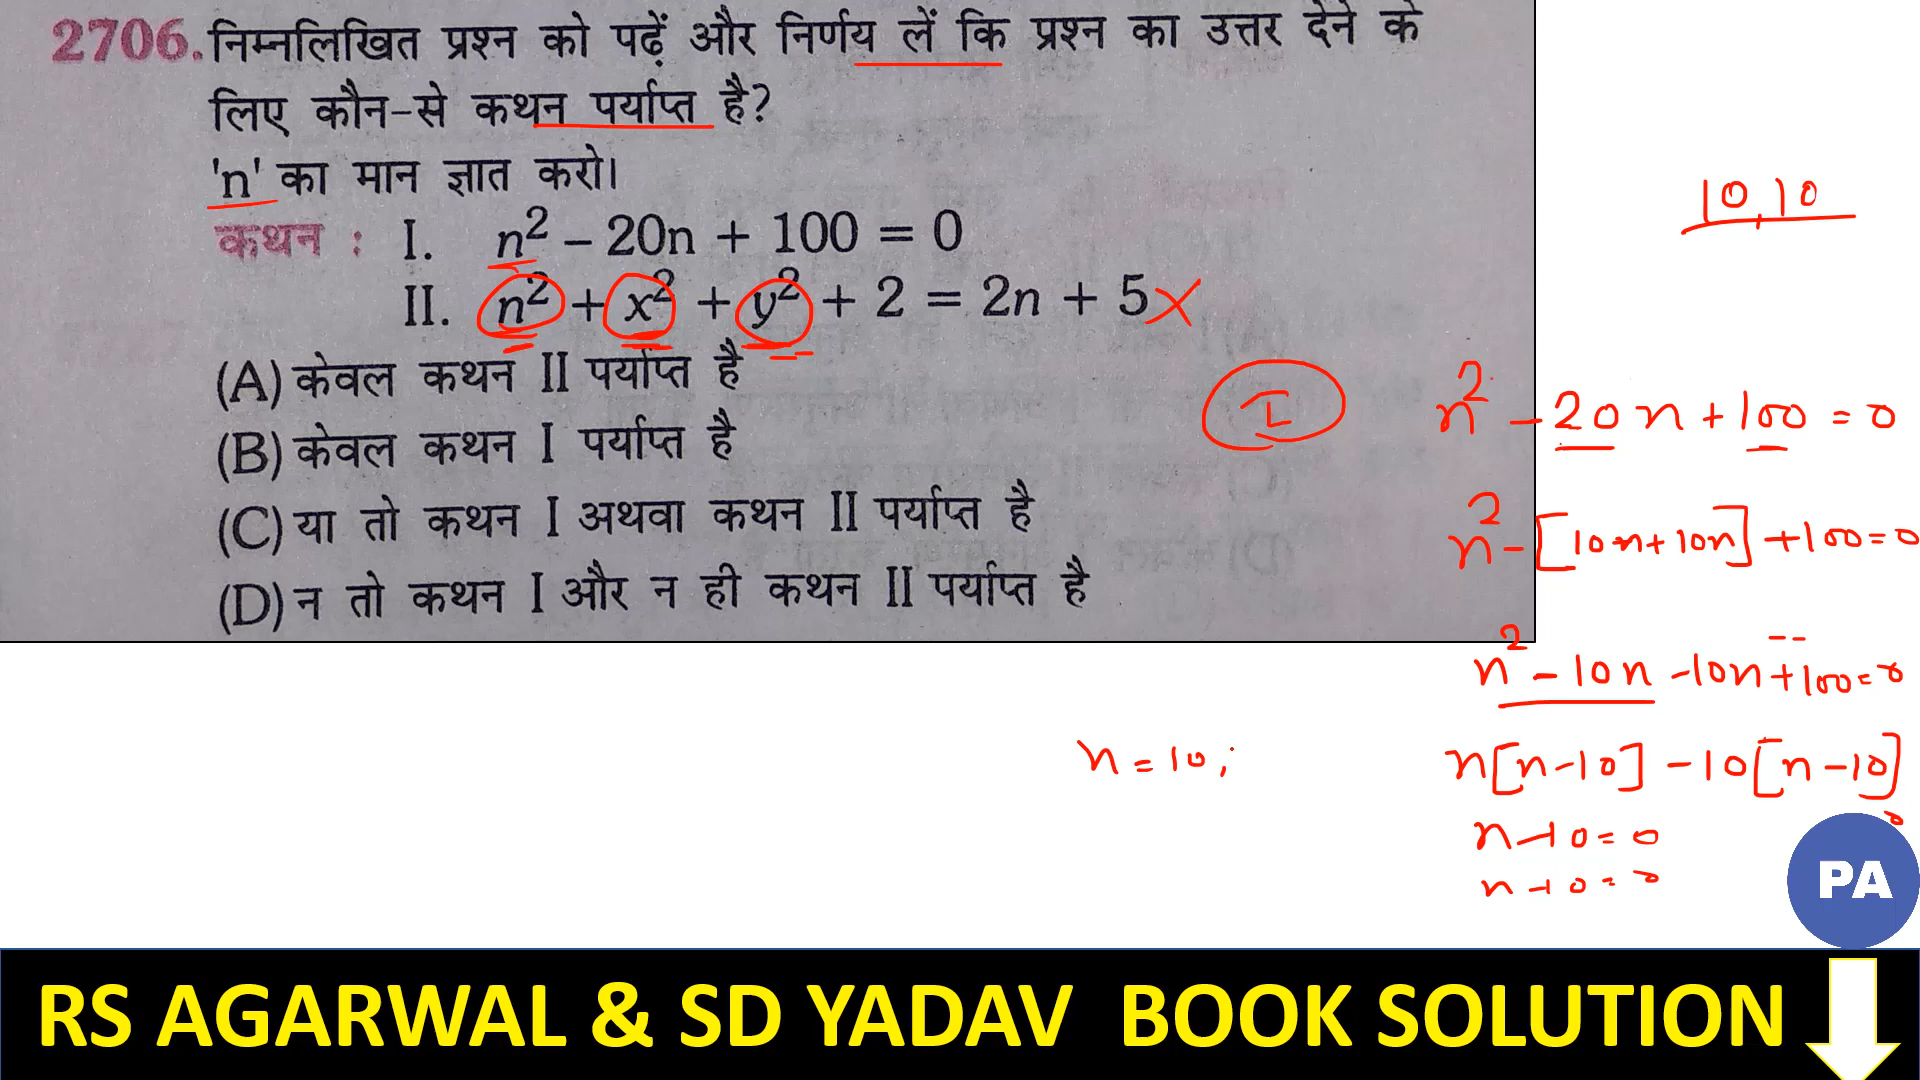 2706. निम्नलिखित प्रश्न को पढ़ें और निर्णय लें कि प्रश्न का उत्तर देने के
लिए कौन-से कथन पर्याप्त है?
'n' का मान ज्ञात करो।
कथन : I. n² – 20n + 100 = 0
II. n² + x² + y² + 2 = 2n + 5x
(A) केवल कथन II पर्याप्त है
(B) केवल कथन I पर्याप्त है
(C) या तो कथन I अथवा कथन II पर्याप्त है
(D) न तो कथन I और न ही कथन II पर्याप्त है
10, 10
I
n² - 20n + 100 = 0
n² - [10n + 10n] + 100 = 0
n² - 10n - 10n + 100 = 0
n[n-10] - 10[n-10]
0
n-10 = 0
n-10 = 0
n = 10,
PA
RS AGARWAL & SD YADAV BOOK SOLUTION